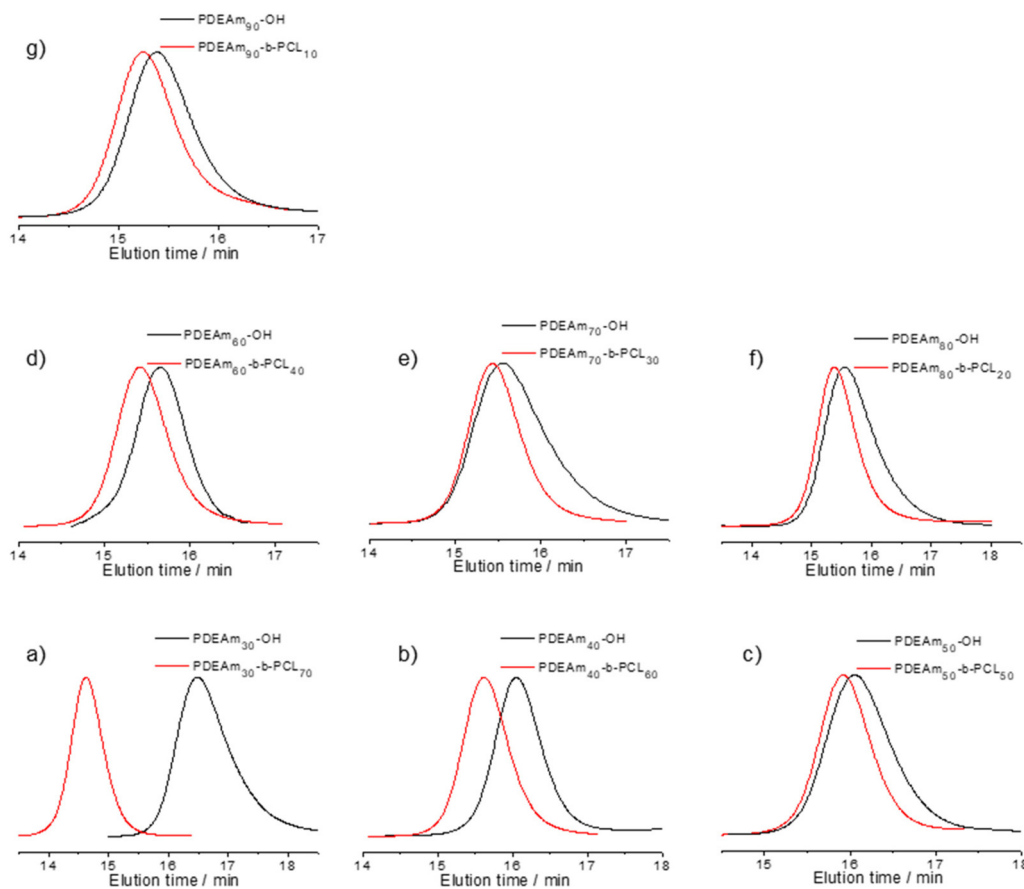 g)
PDEAm90-OH
PDEAm90-b-PCL10
14 15 16 17
Elution time / min
d)
PDEAm60-OH
PDEAm60-b-PCL40
14 15 16 17
Elution time / min
e)
PDEAm70-OH
PDEAm70-b-PCL30
14 15 16 17
Elution time / min
f)
PDEAm80-OH
PDEAm80-b-PCL20
14 15 16 17 18
Elution time / min
a)
PDEAm30-OH
PDEAm30-b-PCL70
14 15 16 17 18
Elution time / min
b)
PDEAm40-OH
PDEAm40-b-PCL60
14 15 16 17 18
Elution time / min
c)
PDEAm50-OH
PDEAm50-b-PCL50
15 16 17 18
Elution time / min